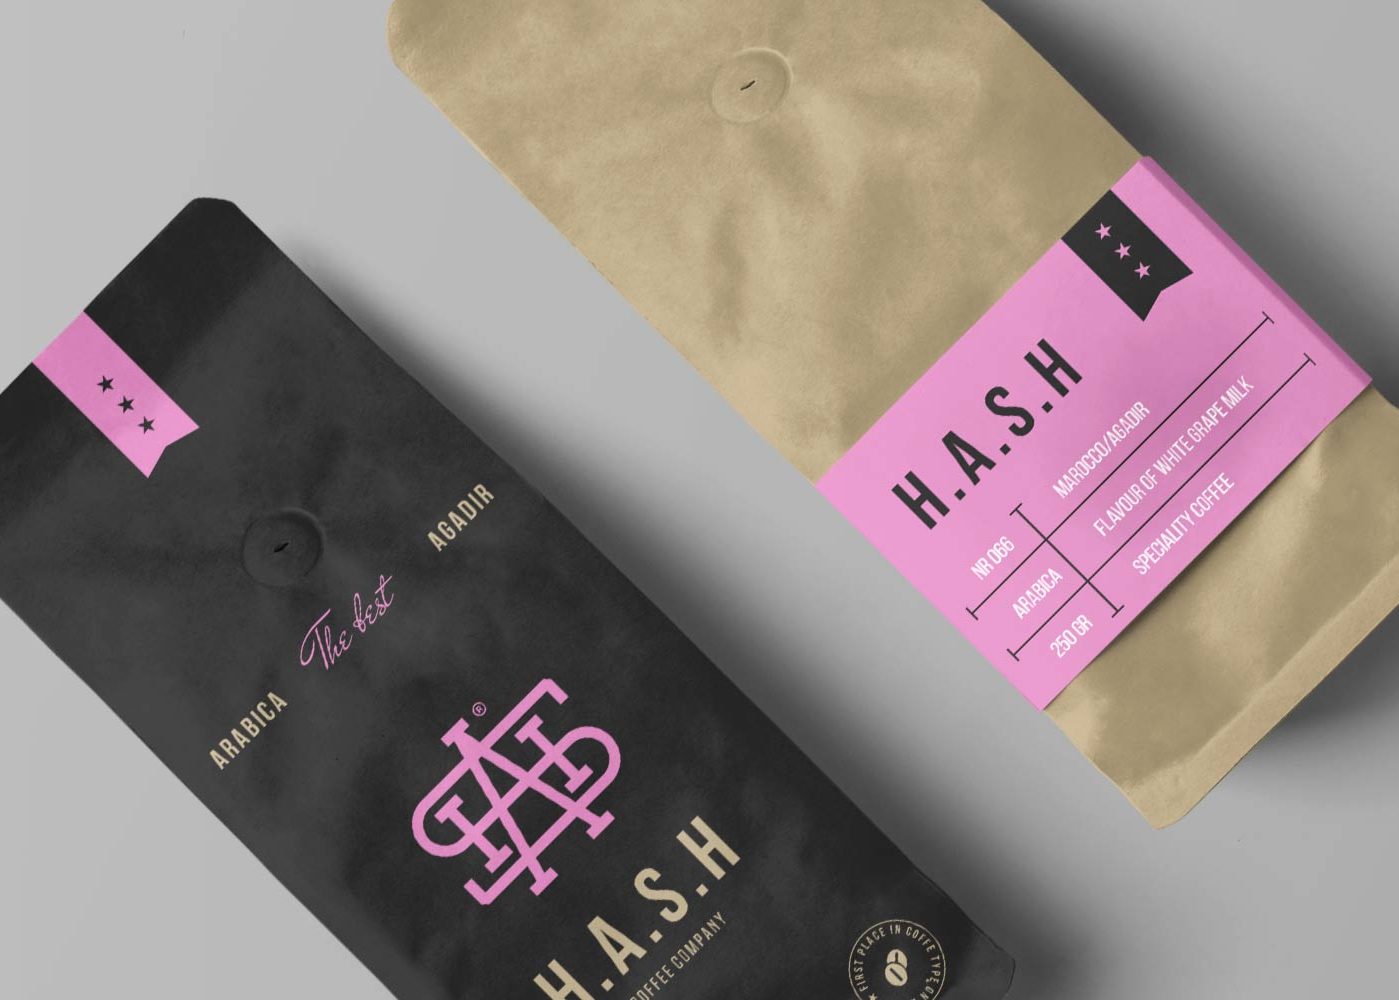 The best
ARABICA
AGADIR
®
H.A.S.H
COFFEE COMPANY
FIRST PLACE IN COFFE TYPE
H.A.S.H
NR 066
MAROCCO/AGADIR
ARABICA
FLAVOUR OF WHITE GRAPE MILK
250 GR
SPECIALITY COFFEE